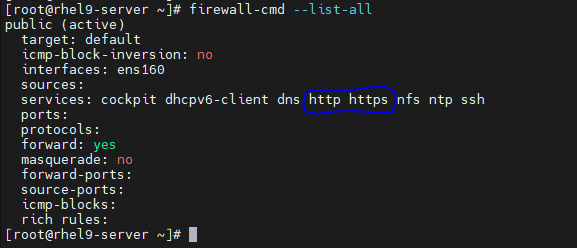 [root@rhel9-server ~]# firewall-cmd --list-all
public (active)
  target: default
  icmp-block-inversion: no
  interfaces: ens160
  sources:
  services: cockpit dhcpv6-client dns http https nfs ntp ssh
  ports:
  protocols:
  forward: yes
  masquerade: no
  forward-ports:
  source-ports:
  icmp-blocks:
  rich rules:
[root@rhel9-server ~]#